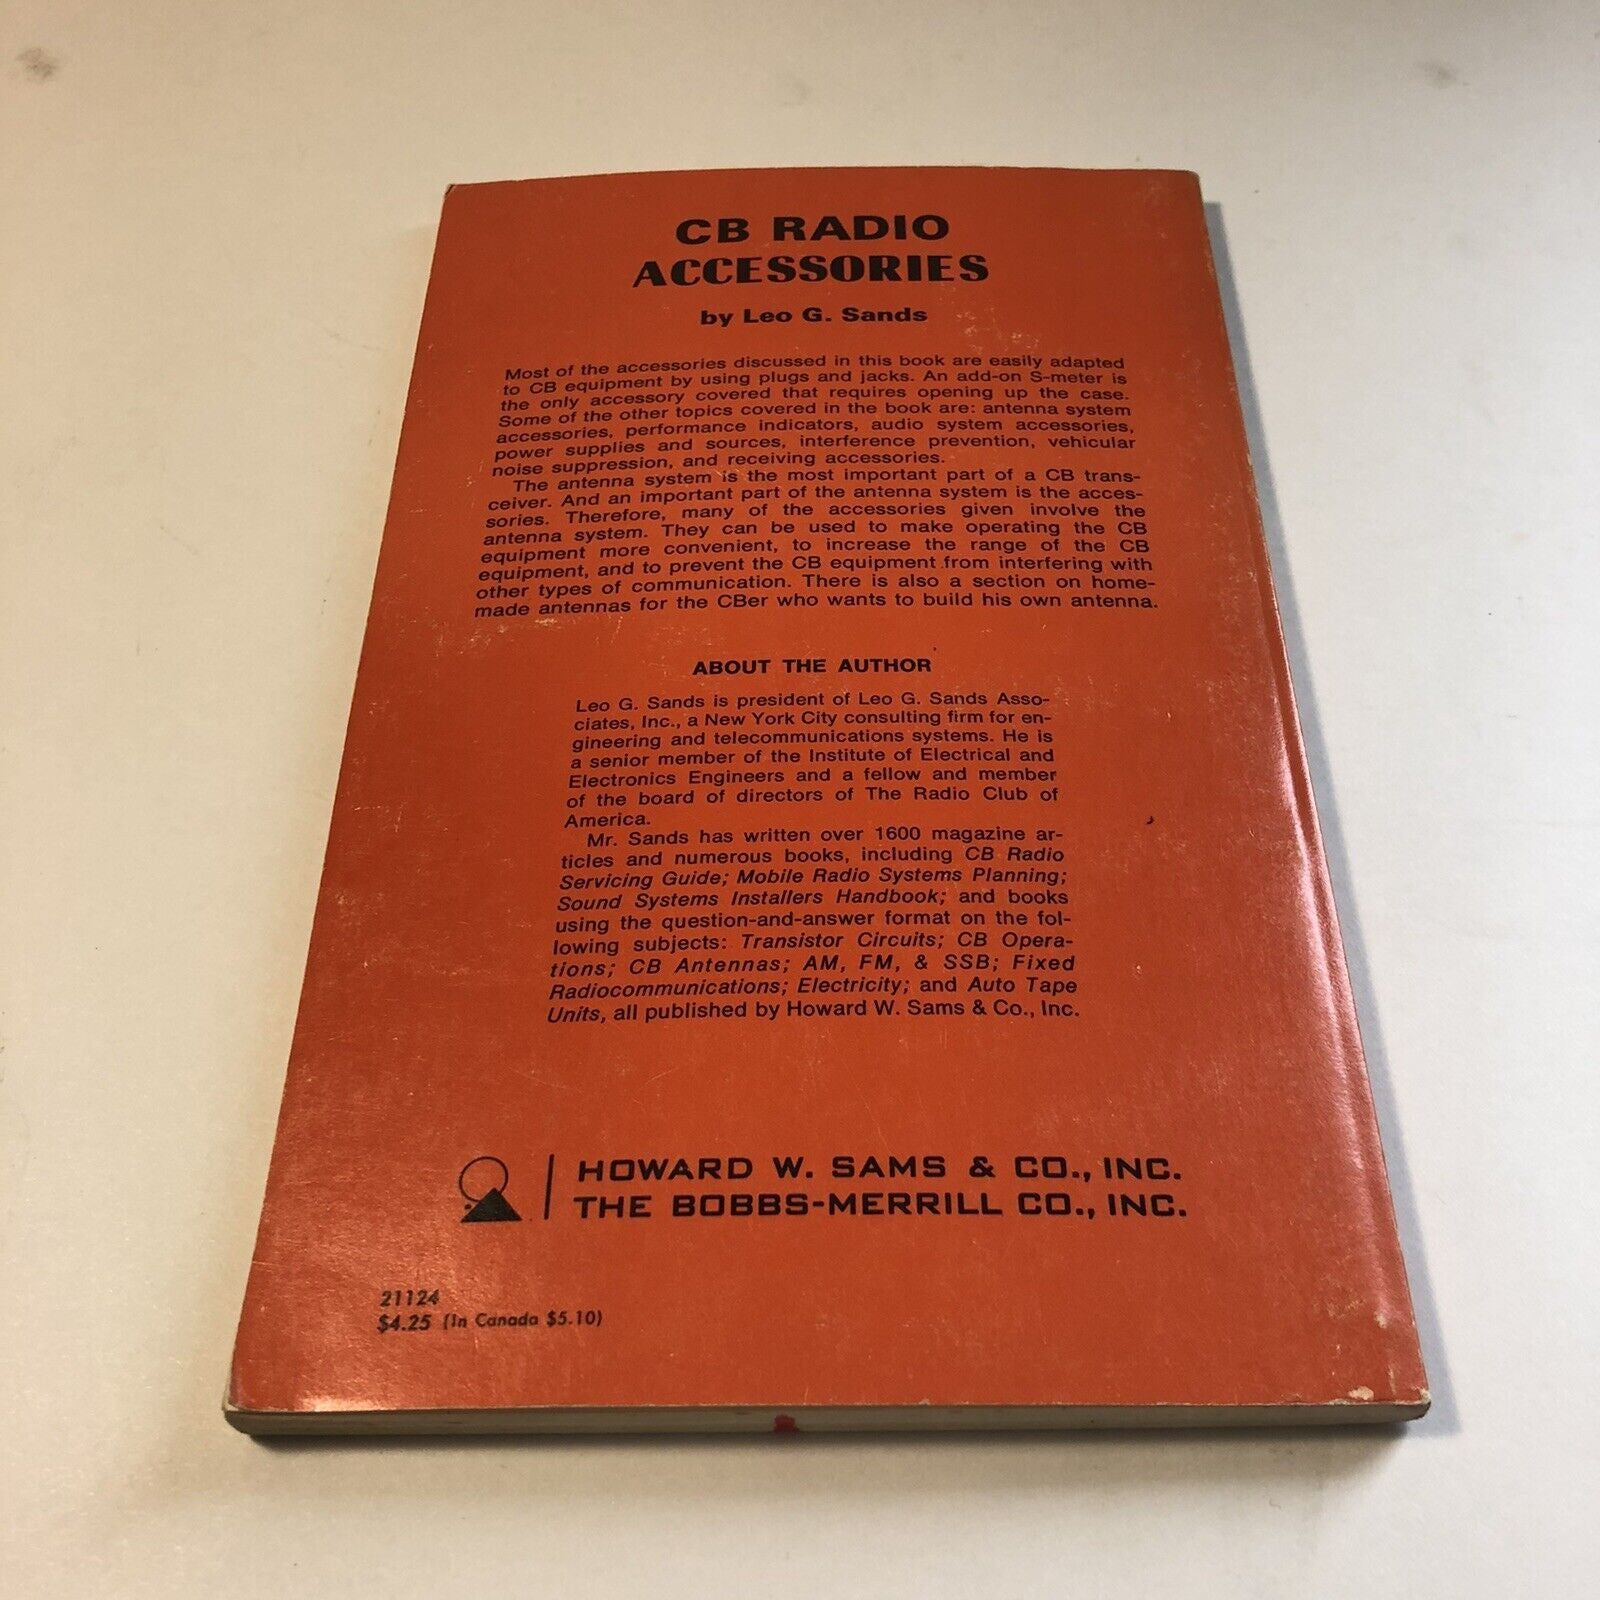 CB RADIO
ACCESSORIES
by Leo G. Sands
Most of the accessories discussed in this book are easily adapted
to CB equipment by using plugs and jacks. An add-on S-meter is
the only accessory covered that requires opening up the case.
Some of the other topics covered in the book are: antenna system
accessories, performance indicators, audio system accessories,
power supplies and sources, interference prevention, vehicular
noise suppression, and receiving accessories.
The antenna system is the most important part of a CB trans-
ceiver. And an important part of the antenna system is the acces-
sories. Therefore, many of the accessories given involve the
antenna system. They can be used to make operating the CB
equipment more convenient, to increase the range of the CB
equipment, and to prevent the CB equipment from interfering with
other types of communication. There is also a section on home-
made antennas for the CBer who wants to build his own antenna.
ABOUT THE AUTHOR
Leo G. Sands is president of Leo G. Sands Asso-
ciates, Inc., a New York City consulting firm for en-
gineering and telecommunications systems. He is
a senior member of the Institute of Electrical and
Electronics Engineers and a fellow and member
of the board of directors of The Radio Club of
America.
Mr. Sands has written over 1600 magazine ar-
ticles and numerous books, including CB Radio
Servicing Guide; Mobile Radio Systems Planning;
Sound Systems Installers Handbook; and books
using the question-and-answer format on the fol-
lowing subjects: Transistor Circuits; CB Opera-
tions; CB Antennas; AM, FM, & SSB; Fixed
Radiocommunications; Electricity; and Auto Tape
Units, all published by Howard W. Sams & Co., Inc.
HOWARD W. SAMS & CO., INC.
THE BOBBS-MERRILL CO., INC.
21124
$4.25 (In Canada $5.10)